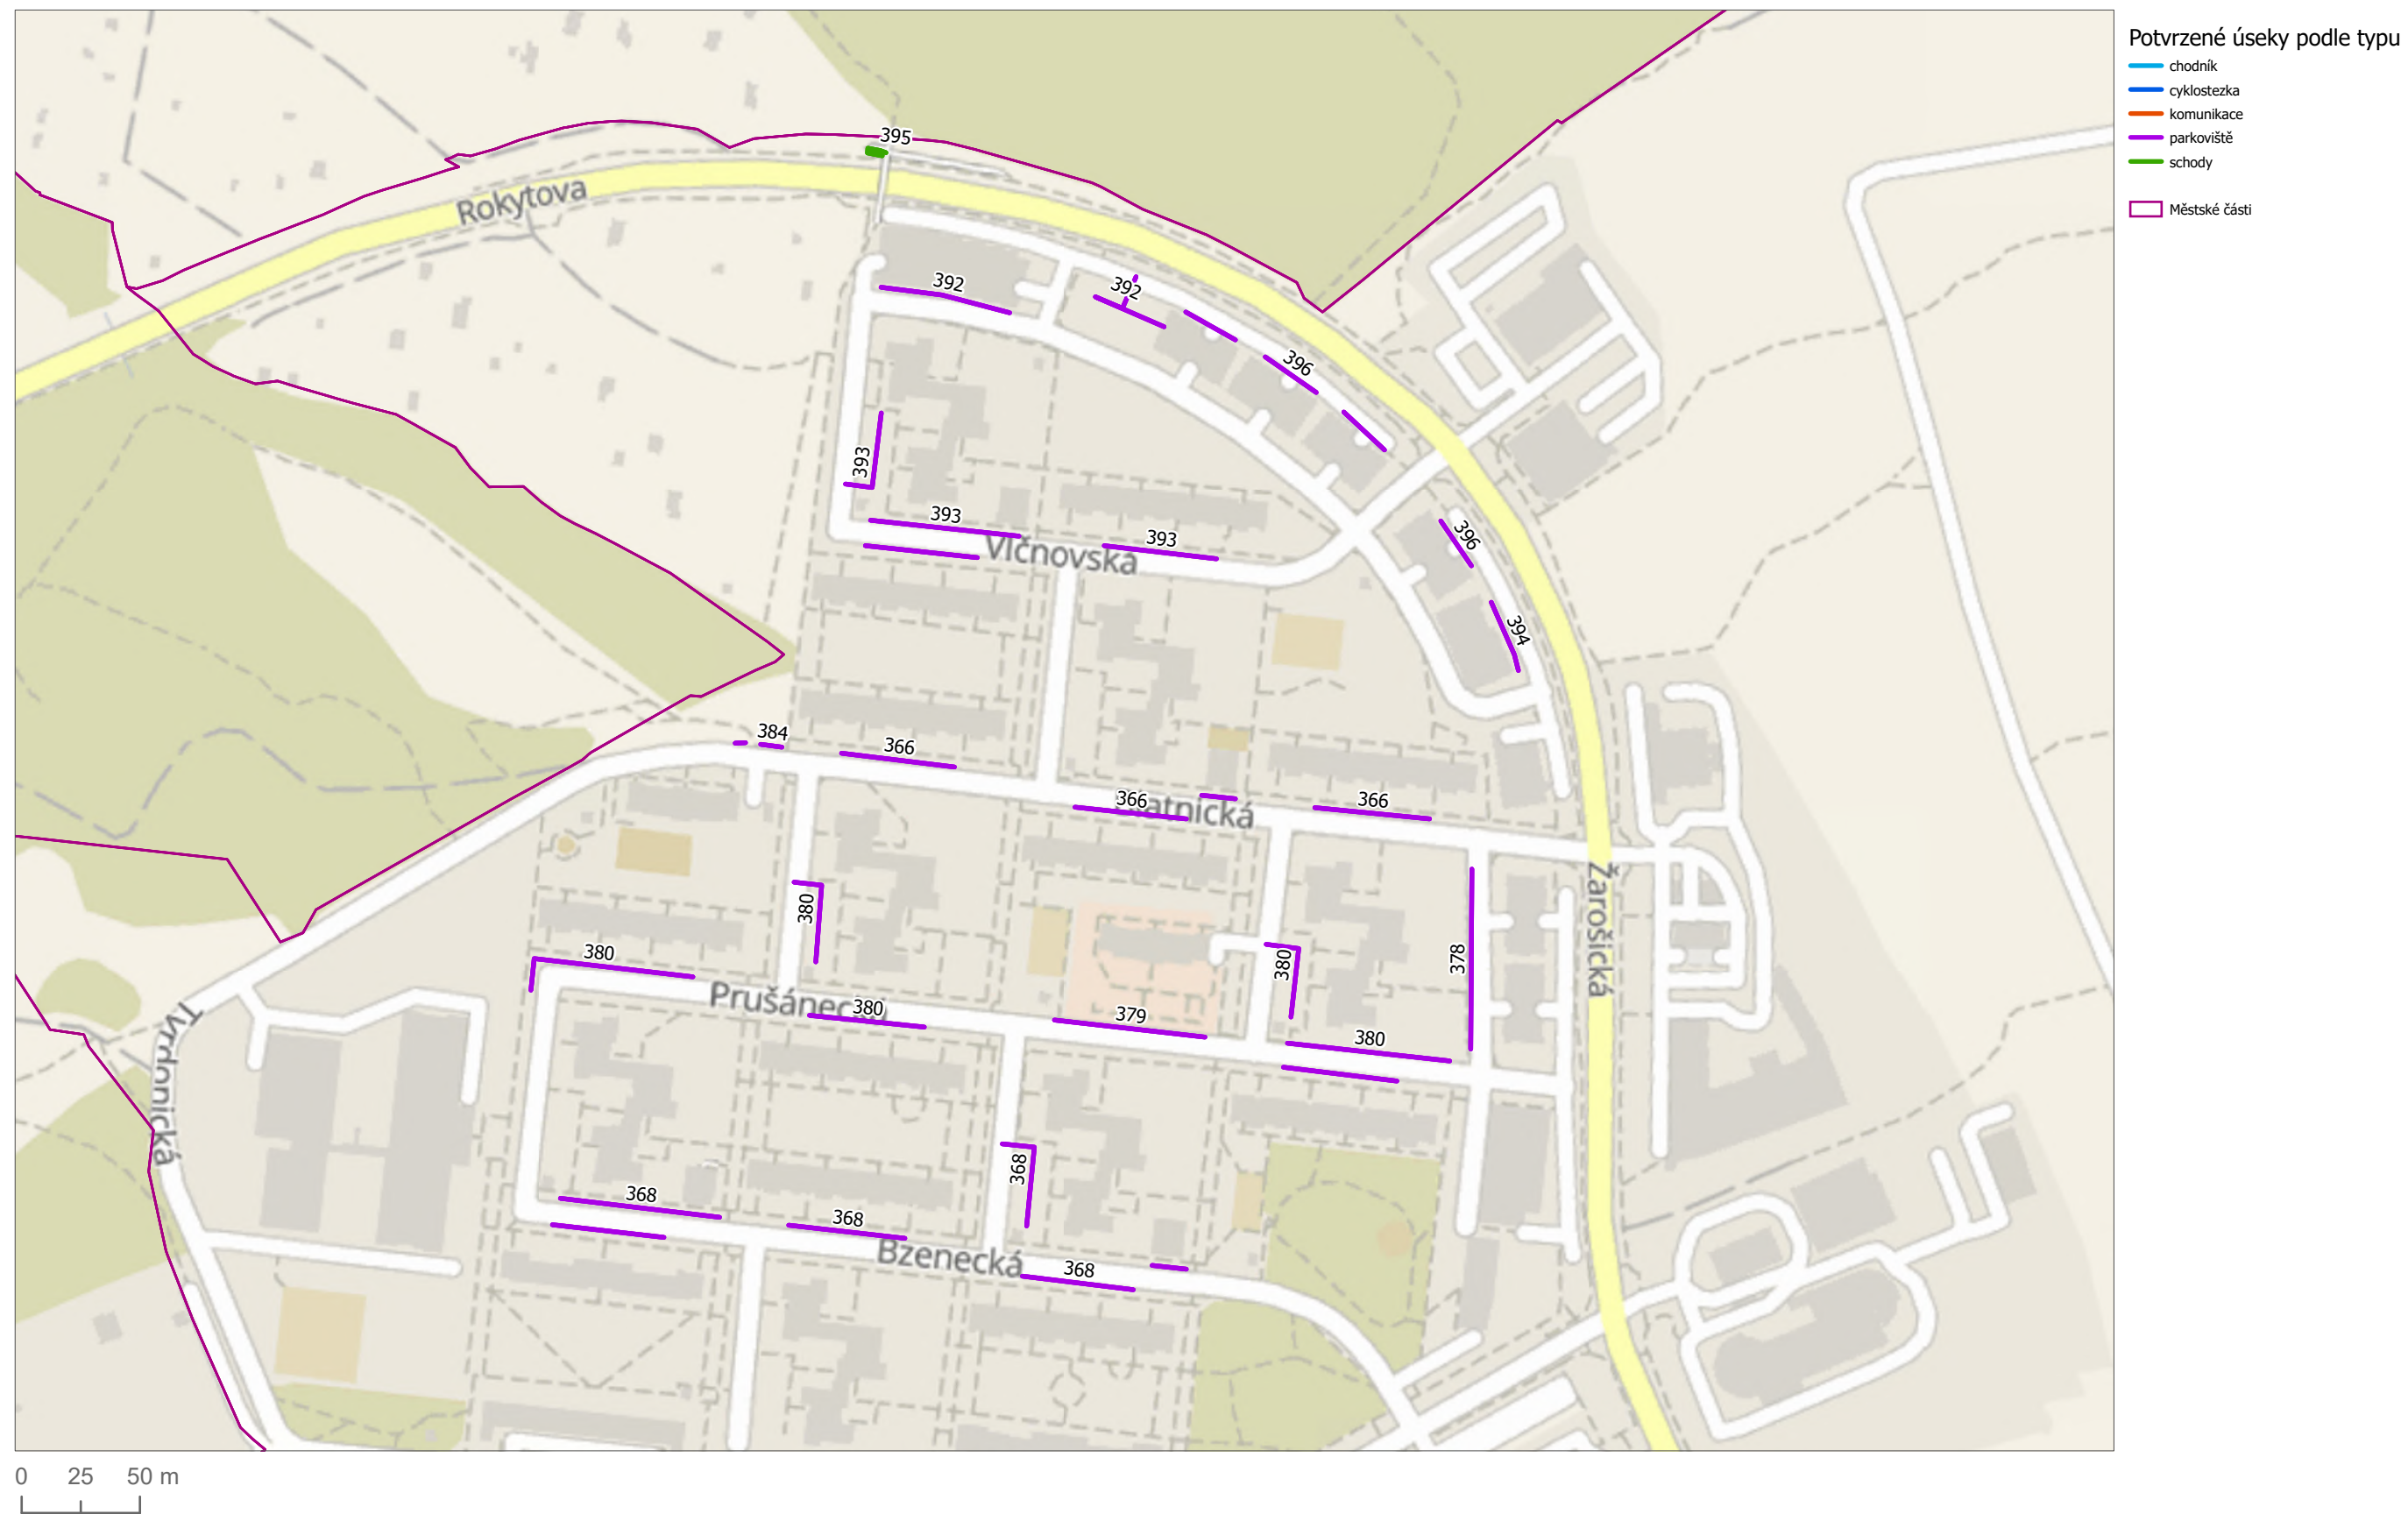 Potvrzené úseky podle typu
chodník
cyklostezka
komunikace
parkoviště
schody
Městské části
395
Rokytova
392
392
396
393
393
393
Vlčnovská
396
394
384
366
366
366
380
380
380
378
Žarošická
Prušánecká
380
379
380
Tvrdonická
368
368
368
Bzenecká
368
0 25 50 m